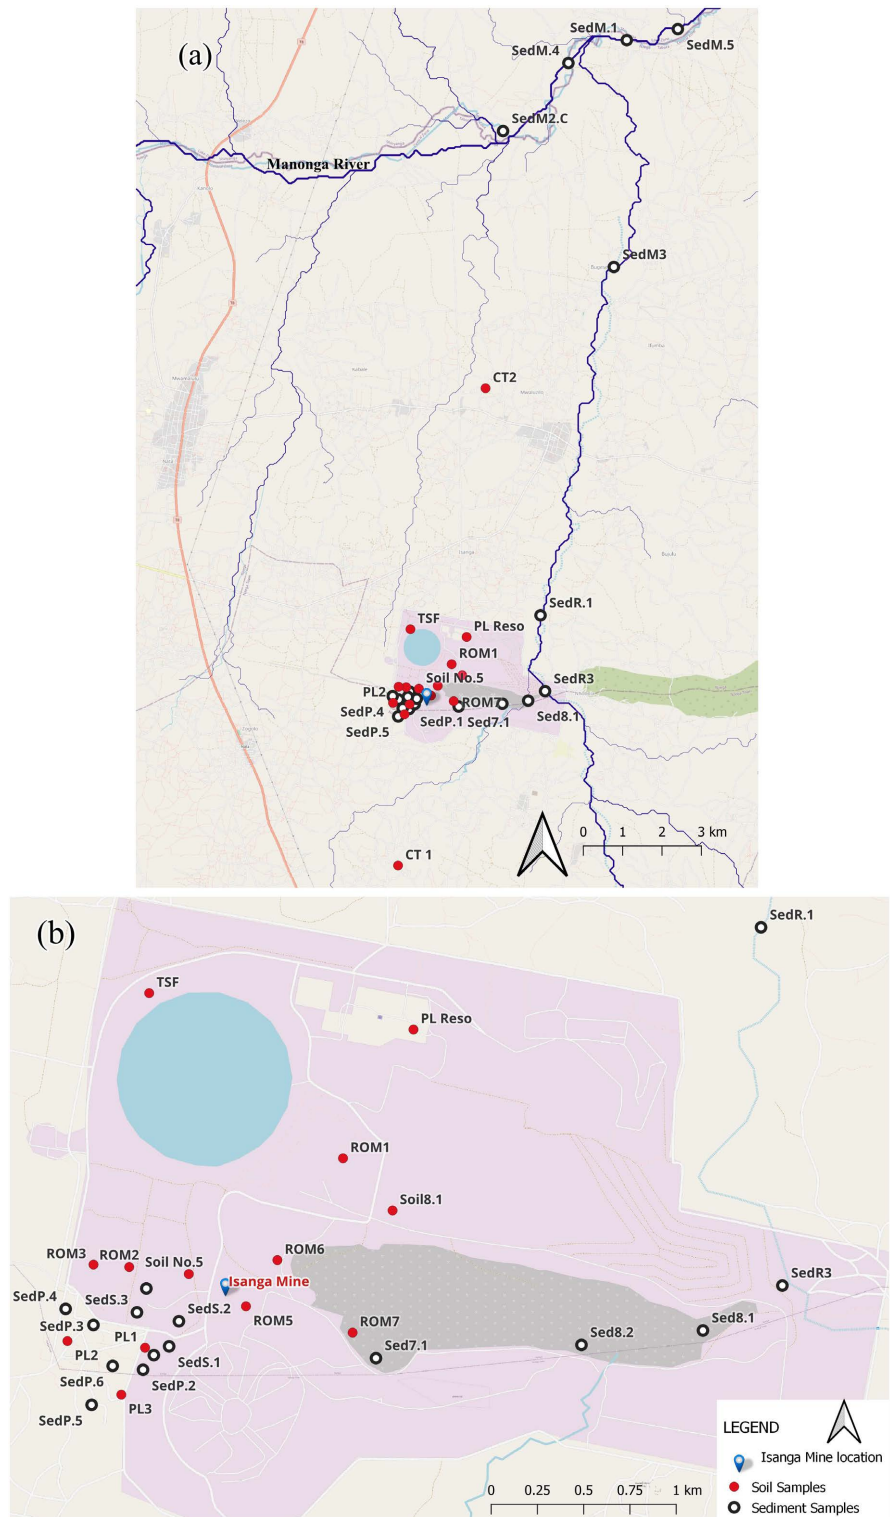 (a)
SedM.1
SedM.5
SedM.4
SedM2.C
Manonga River
SedM3
CT2
SedR.1
TSF
PL Reso
ROM1
Soil No.5
SedR3
PL2
ROM7
SedP.4
SedP.1
Sed7.1
Sed8.1
SedP.5
0 1 2 3 km
CT 1
(b)
SedR.1
TSF
PL Reso
ROM1
Soil8.1
ROM6
ROM3
ROM2
Soil No.5
Isanga Mine
SedR3
SedP.4
SedS.3
SedS.2
ROM5
ROM7
Sed8.1
SedP.3
PL1
Sed8.2
Sed7.1
PL2
SedS.1
SedP.6
SedP.2
PL3
SedP.5
LEGEND
Isanga Mine location
Soil Samples
Sediment Samples
0 0.25 0.5 0.75 1 km